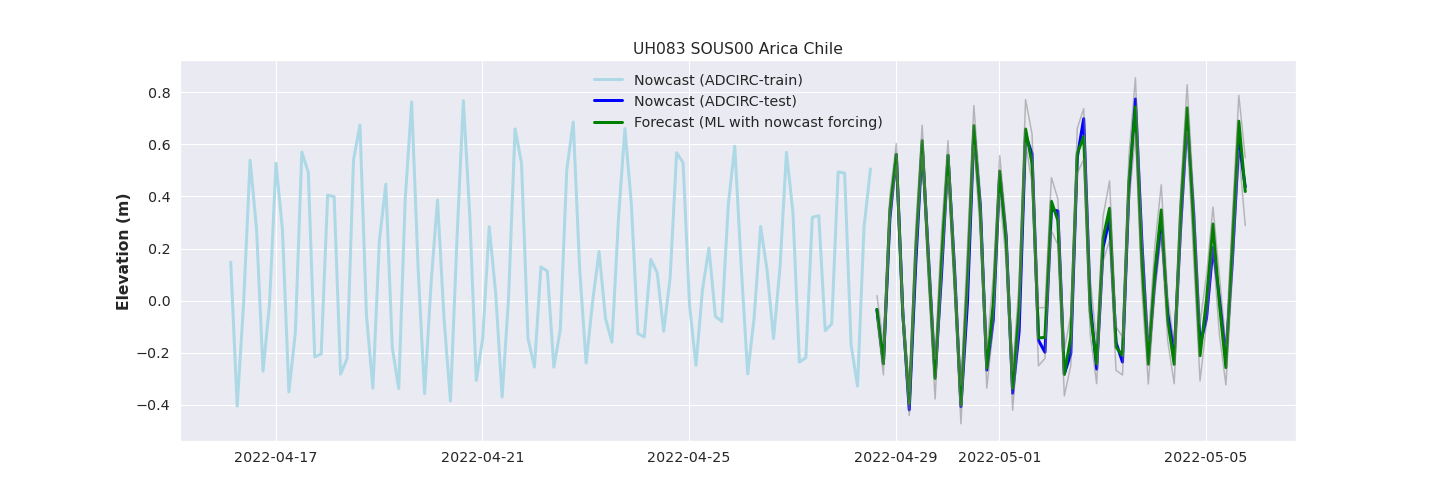 UH083 SOUS00 Arica Chile
Nowcast (ADCIRC-train)
Nowcast (ADCIRC-test)
Forecast (ML with nowcast forcing)
Elevation (m)
0.8
0.6
0.4
0.2
0.0
−0.2
−0.4
2022-04-17 2022-04-21 2022-04-25 2022-04-29 2022-05-01 2022-05-05